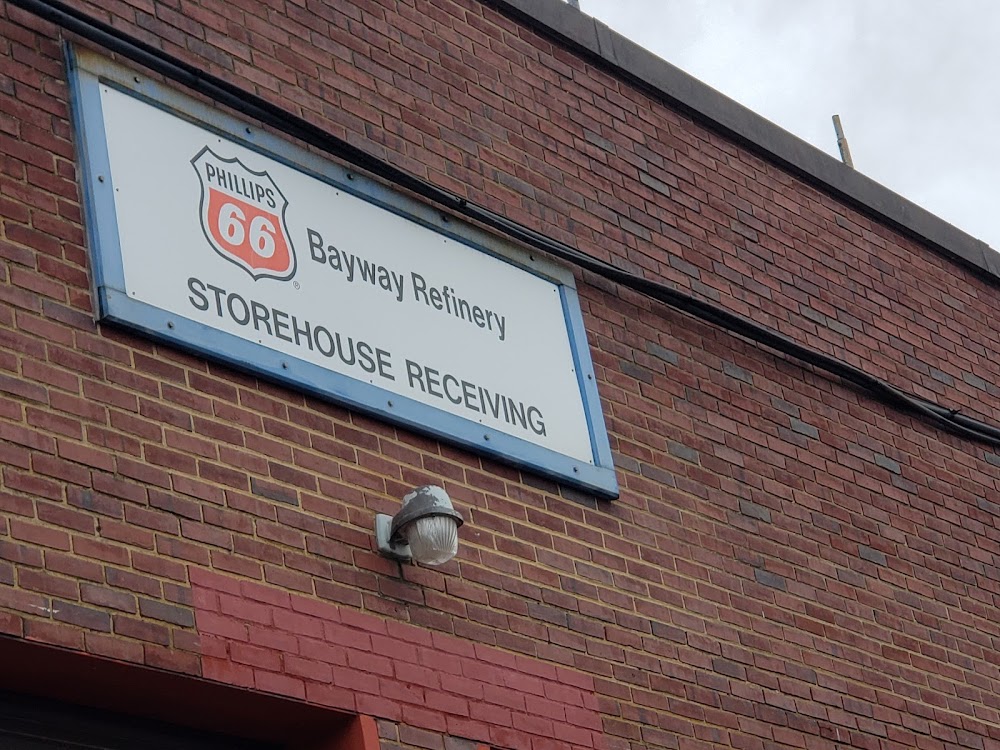 PHILLIPS
66
®
Bayway Refinery
STOREHOUSE RECEIVING